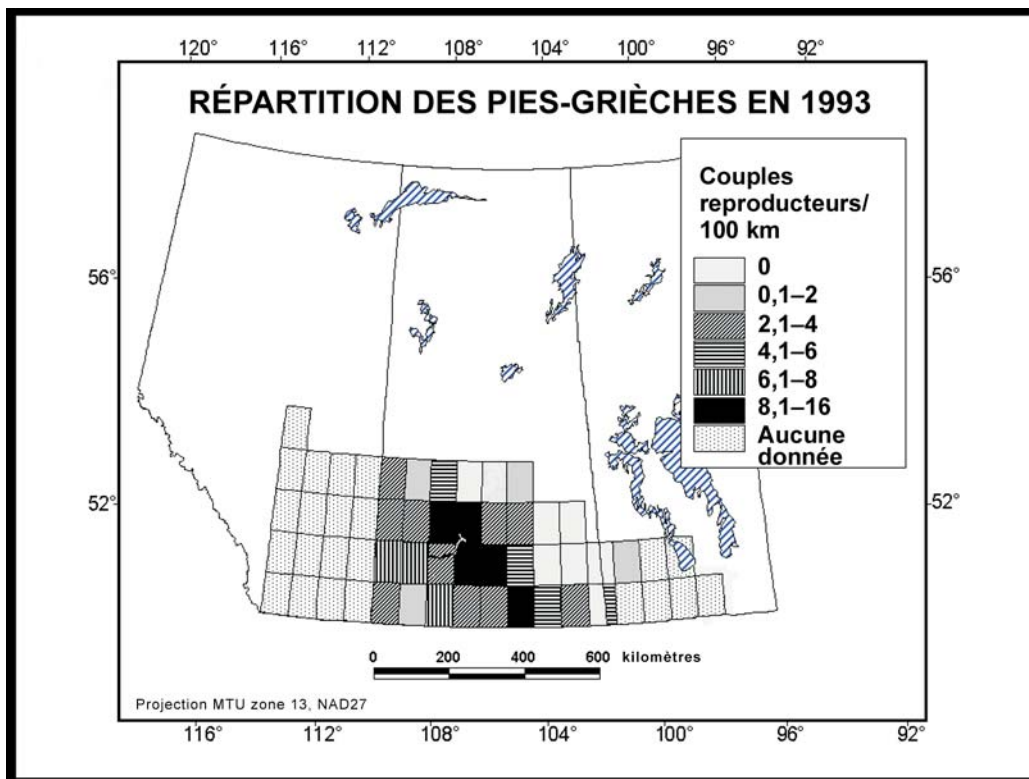 120° 116° 112° 108° 104° 100° 96° 92°
RÉPARTITION DES PIES-GRIÈCHES EN 1993
Couples
reproducteurs/
100 km
0
0,1–2
2,1–4
4,1–6
6,1–8
8,1–16
Aucune
donnée
56° 56°
52° 52°
0 200 400 600 kilomètres
Projection MTU zone 13, NAD27
116° 112° 108° 104° 100° 96° 92°